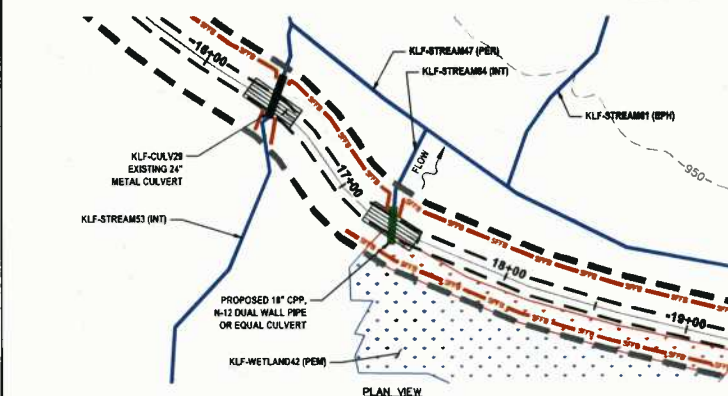 -16+00
KLF-STREAM47 (PER)
KLF-STREAM64 (INT)
KLF-STREAM61 (EPH)
950
FLOW
KLF-CULV29
EXISTING 24"
METAL CULVERT
17+00
KLF-STREAM53 (INT)
18+00
-19+00
PROPOSED 18" CPP,
N-12 DUAL WALL PIPE
OR EQUAL CULVERT
KLF-WETLAND42 (PEM)
PLAN VIEW